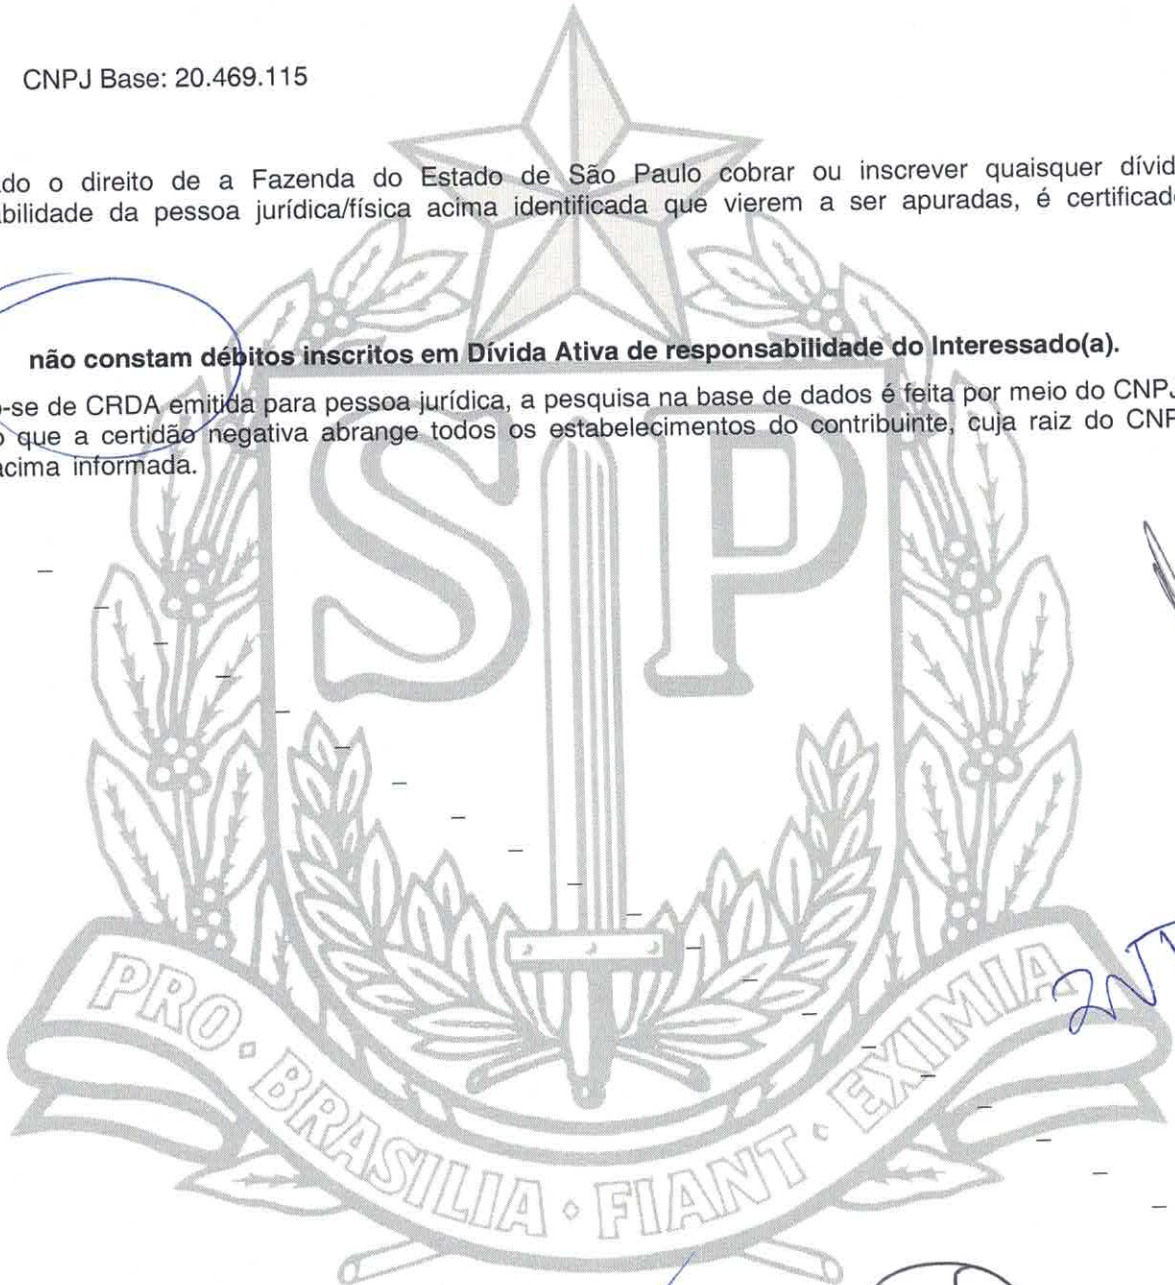 CNPJ Base: 20.469.115
do o direito de a Fazenda do Estado de São Paulo cobrar ou inscrever quaisquer dívid
bilidade da pessoa jurídica/física acima identificada que vierem a ser apuradas, é certificad
não constam débitos inscritos em Dívida Ativa de responsabilidade do Interessado(a).
-se de CRDA emitida para pessoa jurídica, a pesquisa na base de dados é feita por meio do CNPJ
que a certidão negativa abrange todos os estabelecimentos do contribuinte, cuja raiz do CNP
acima informada.
SP
PRO BRASILIA FIANT EXIMIA